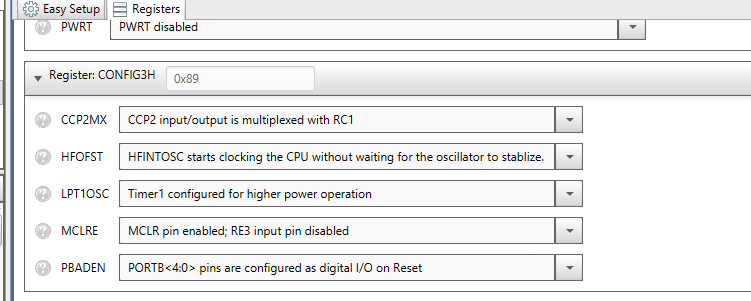 Easy Setup Registers
PWRT PWRT disabled
Register: CONFIG3H 0x89
CCP2MX CCP2 input/output is multiplexed with RC1
HFOFST HFINTOSC starts clocking the CPU without waiting for the oscillator to stablize.
LPT1OSC Timer1 configured for higher power operation
MCLRE MCLR pin enabled; RE3 input pin disabled
PBADEN PORTB<4:0> pins are configured as digital I/O on Reset